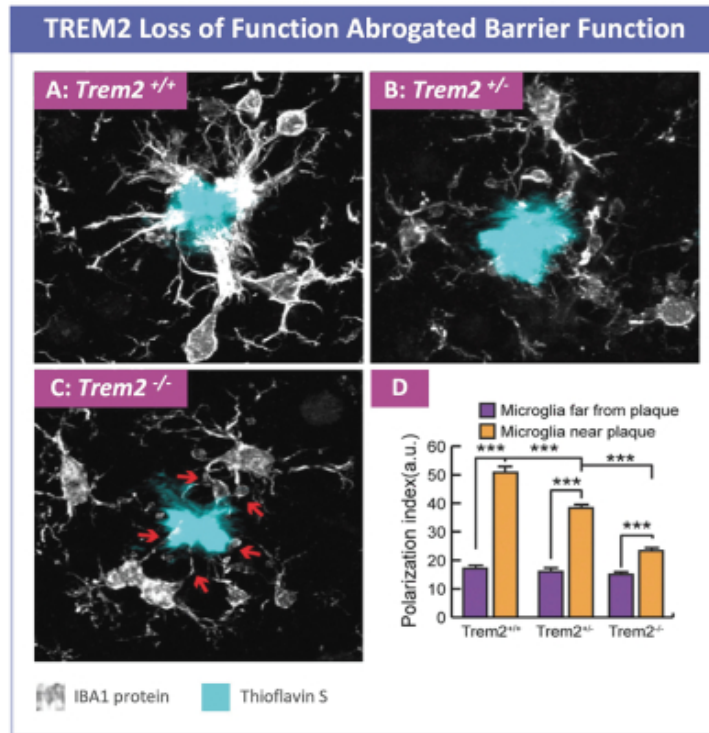 TREM2 Loss of Function Abrogated Barrier Function
A: Trem2 +/+
B: Trem2 +/-
C: Trem2 -/-
D
Microglia far from plaque
Microglia near plaque
*** *** ***
*** ***
Polarization index(a.u.)
60
50
40
30
20
10
0
Trem2+/+ Trem2+/- Trem2-/-
IBA1 protein Thioflavin S